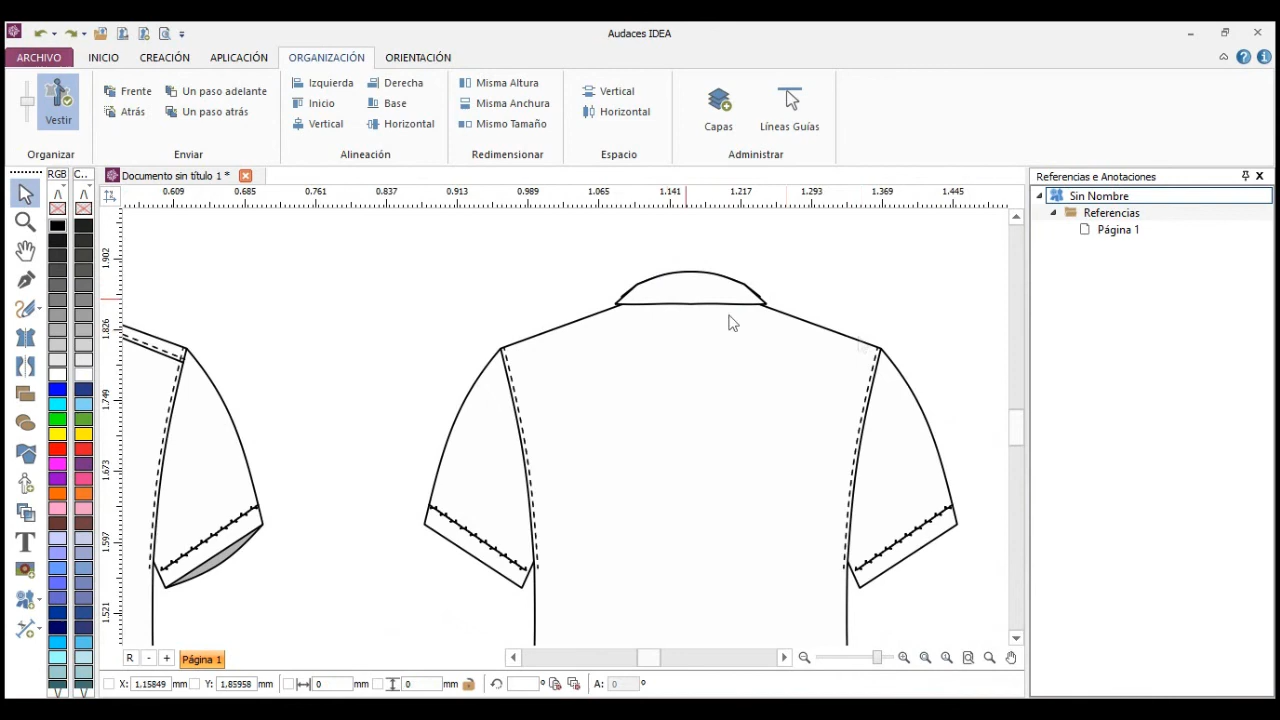 Audaces IDEA
ARCHIVO INICIO CREACIÓN APLICACIÓN ORGANIZACIÓN ORIENTACIÓN
Vestir
Organizar
Frente Un paso adelante
Atrás Un paso atrás
Enviar
Izquierda Derecha
Inicio Base
Vertical Horizontal
Alineación
Misma Altura
Misma Anchura
Mismo Tamaño
Redimensionar
Vertical
Horizontal
Espacio
Capas Líneas Guías
Administrar
RGB C...
Documento sin título 1 *
0.609 0.685 0.761 0.837 0.913 0.989 1.065 1.141 1.217 1.293 1.369 1.445
1.902
1.826
1.749
1.673
1.597
1.521
Referencias e Anotaciones
Sin Nombre
Referencias
Página 1
R - + Página 1
X: 1.15849 mm Y: 1.85958 mm 0 mm 0 mm º A: 0 º